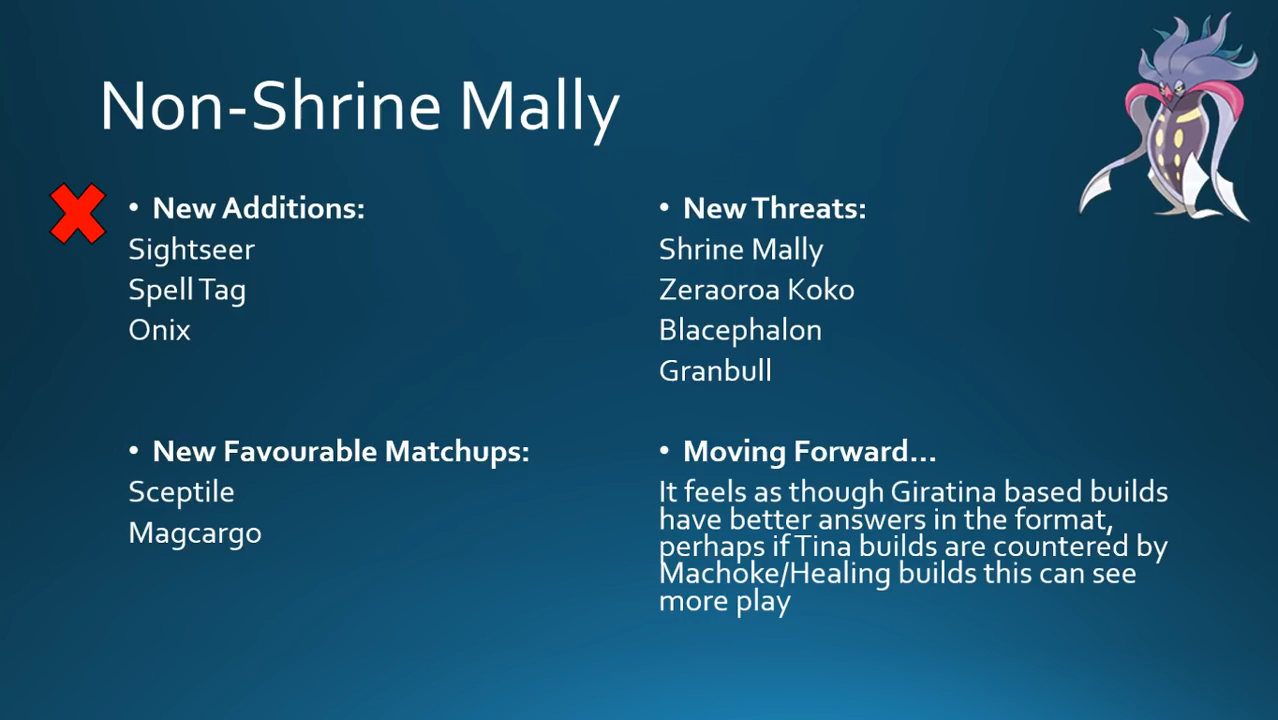 Non-Shrine Mally
• New Additions:
Sightseer
Spell Tag
Onix
• New Favourable Matchups:
Sceptile
Magcargo
• New Threats:
Shrine Mally
Zeraoroa Koko
Blacephalon
Granbull
• Moving Forward...
It feels as though Giratina based builds
have better answers in the format,
perhaps if Tina builds are countered by
Machoke/Healing builds this can see
more play